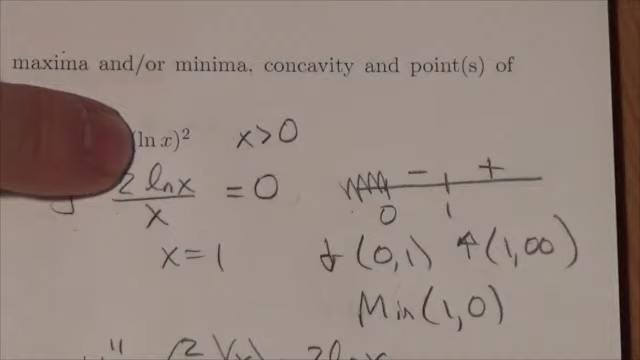 maxima and/or minima, concavity and point(s) of
(ln x)² x>0
2 ln x / x = 0 - +
0 1
x=1 ↓(0,1) ↑(1,∞)
Min(1,0)